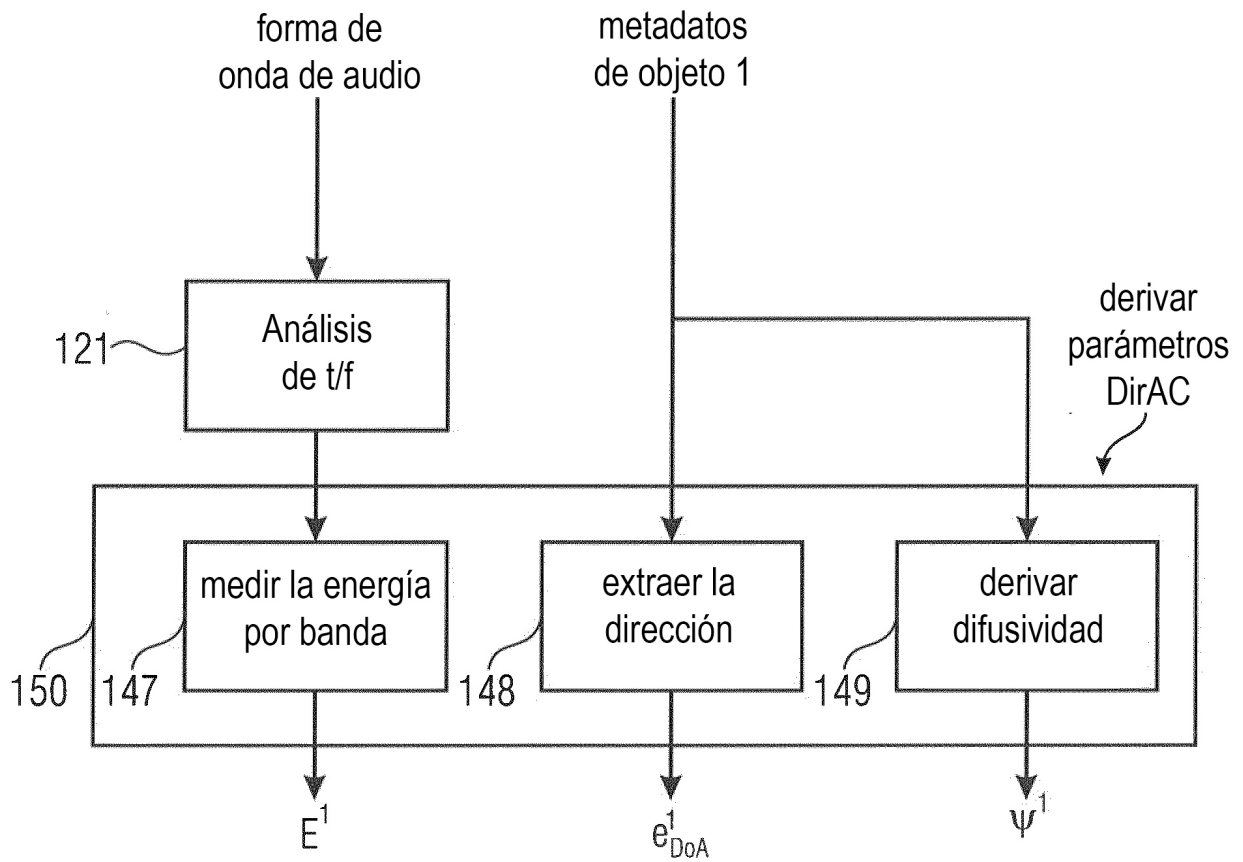 forma de
onda de audio
metadatos
de objeto 1
Análisis
de t/f
121
derivar
parámetros
DirAC
medir la energía
por banda
extraer la
dirección
derivar
difusividad
150
147
148
149
E¹
e¹DoA
Ψ¹